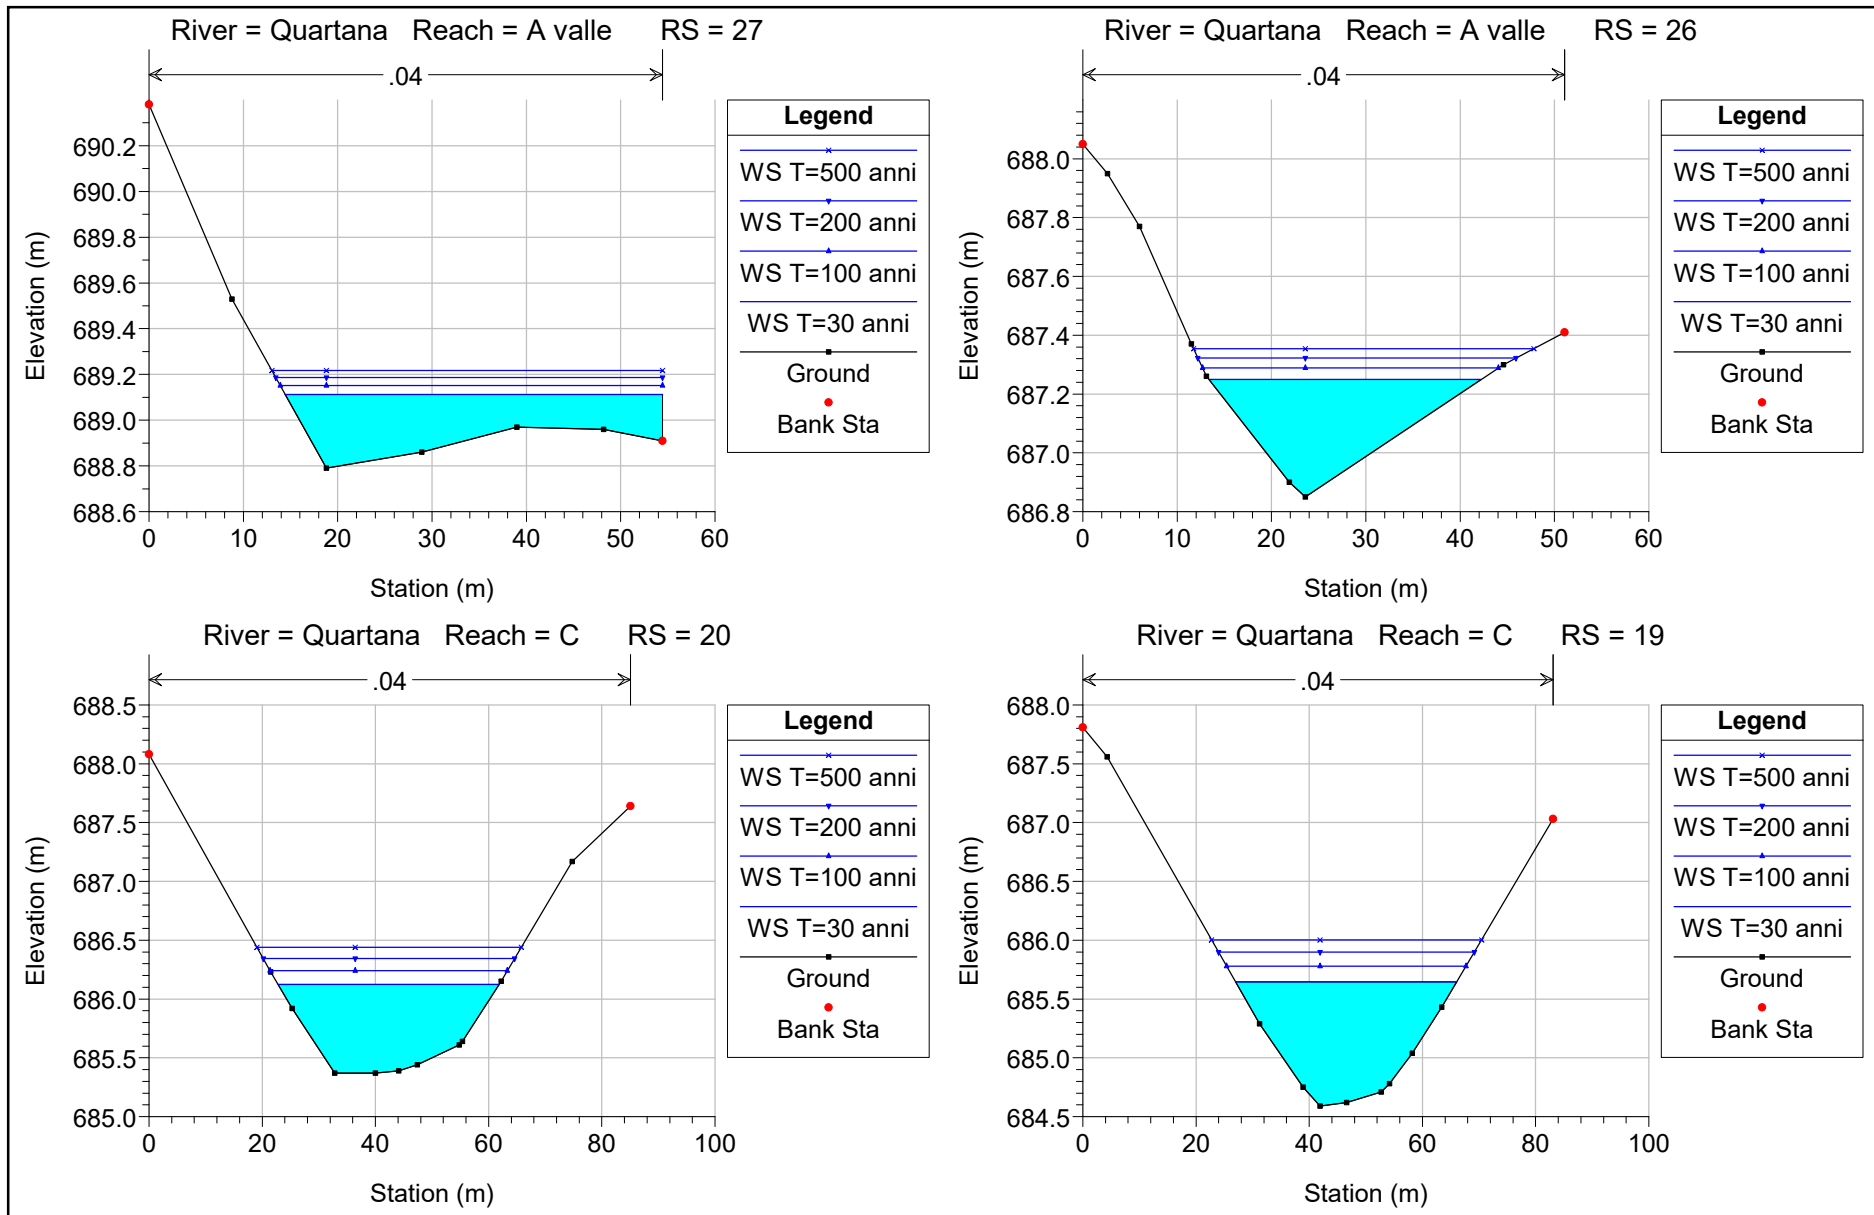 River = Quartana Reach = A valle RS = 27
.04
Elevation (m)
690.2
690.0
689.8
689.6
689.4
689.2
689.0
688.8
688.6
0 10 20 30 40 50 60
Station (m)
Legend
WS T=500 anni
WS T=200 anni
WS T=100 anni
WS T=30 anni
Ground
Bank Sta
River = Quartana Reach = A valle RS = 26
.04
Elevation (m)
688.0
687.8
687.6
687.4
687.2
687.0
686.8
0 10 20 30 40 50 60
Station (m)
Legend
WS T=500 anni
WS T=200 anni
WS T=100 anni
WS T=30 anni
Ground
Bank Sta
River = Quartana Reach = C RS = 20
.04
Elevation (m)
688.5
688.0
687.5
687.0
686.5
686.0
685.5
685.0
0 20 40 60 80 100
Station (m)
Legend
WS T=500 anni
WS T=200 anni
WS T=100 anni
WS T=30 anni
Ground
Bank Sta
River = Quartana Reach = C RS = 19
.04
Elevation (m)
688.0
687.5
687.0
686.5
686.0
685.5
685.0
684.5
0 20 40 60 80 100
Station (m)
Legend
WS T=500 anni
WS T=200 anni
WS T=100 anni
WS T=30 anni
Ground
Bank Sta